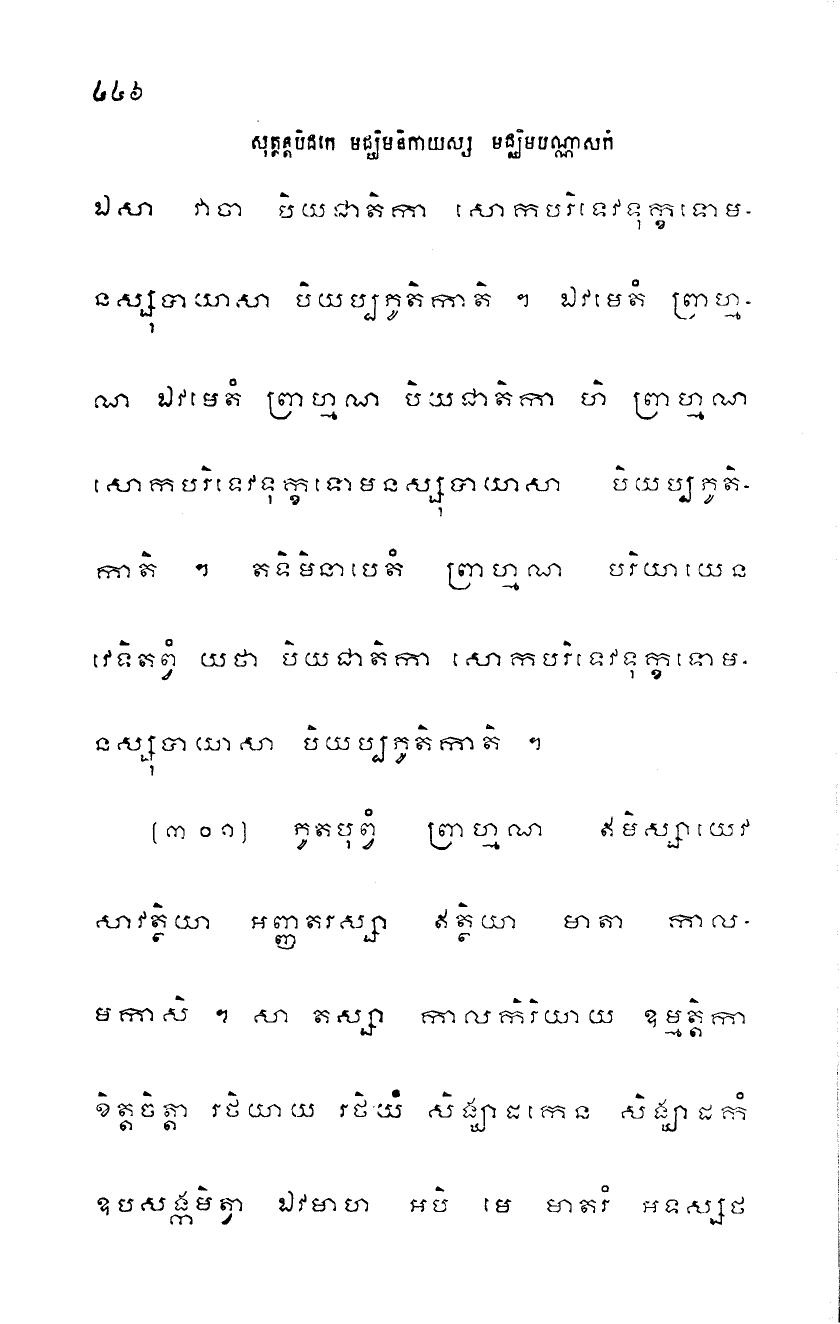 ៤៤៦
សុត្តន្តបិដកេ មជ្ឈិមនិកាយស្ស មជ្ឈិមបណ្ណាសកំ
ឯសា វាចា បិយជាតិកា សោកបរិទេវទុក្ខទោម-
នស្សុបាយាសា បិយប្បភូតិកាតិ ។ ឯវមេតំ ព្រាហ្ម-
ណ ឯវមេតំ ព្រាហ្មណ បិយជាតិកា ហិ ព្រាហ្មណ
សោកបរិទេវទុក្ខទោមនស្សុបាយាសា បិយប្បភូតិ-
កាតិ ។ តទិមិនាបេតំ ព្រាហ្មណ បរិយាយេន
វេទិតព្វំ យថា បិយជាតិកា សោកបរិទេវទុក្ខទោម-
នស្សុបាយាសា បិយប្បភូតិកាតិ ។
[៣០១] ភូតបុព្វំ ព្រាហ្មណ ឥមិស្សាយេវ
សាវត្ថិយា អញ្ញតរស្សា ឥត្ថិយា មាតា កាល-
មកាសិ ។ សា តស្សា កាលកិរិយាយ ឧម្មត្តិកា
ខិត្តចិត្តា រថិយាយ រថិយំ សិង្ឃាដកេន សិង្ឃាដកំ
ឧបសង្កមិត្វា ឯវមាហ អបិ មេ មាតរំ អទស្សថ